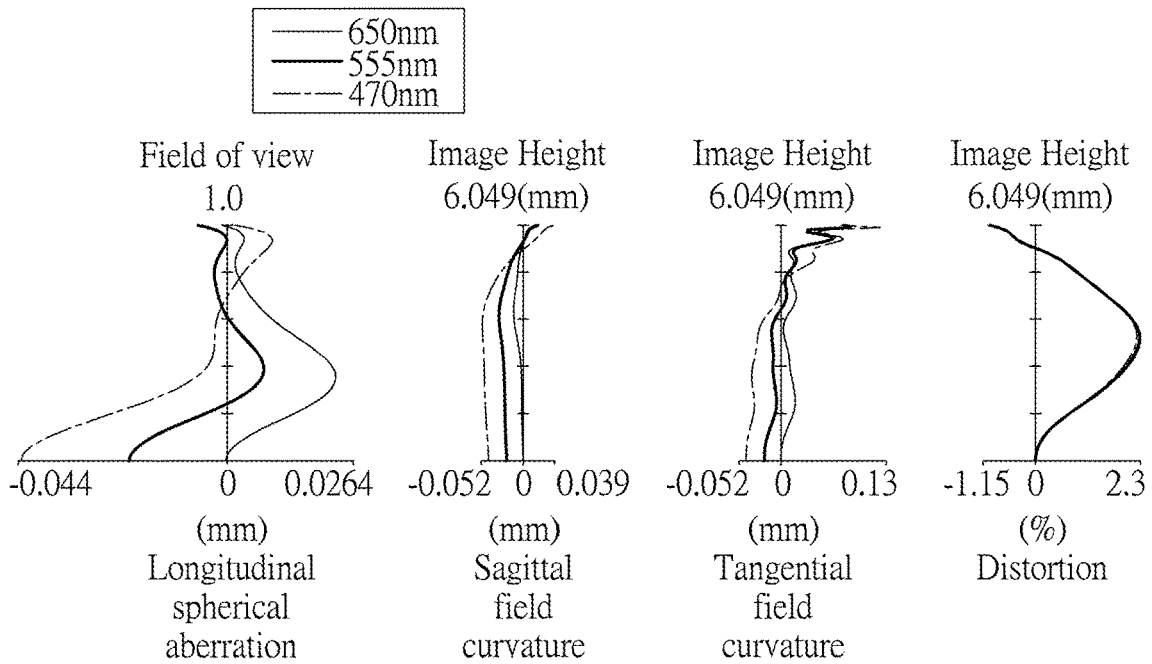 650nm
555nm
470nm
Field of view
1.0
Image Height
6.049(mm)
Image Height
6.049(mm)
Image Height
6.049(mm)
-0.044 0 0.0264
(mm)
Longitudinal
spherical
aberration
-0.052 0 0.039
(mm)
Sagittal
field
curvature
-0.052 0 0.13
(mm)
Tangential
field
curvature
-1.15 0 2.3
(%)
Distortion